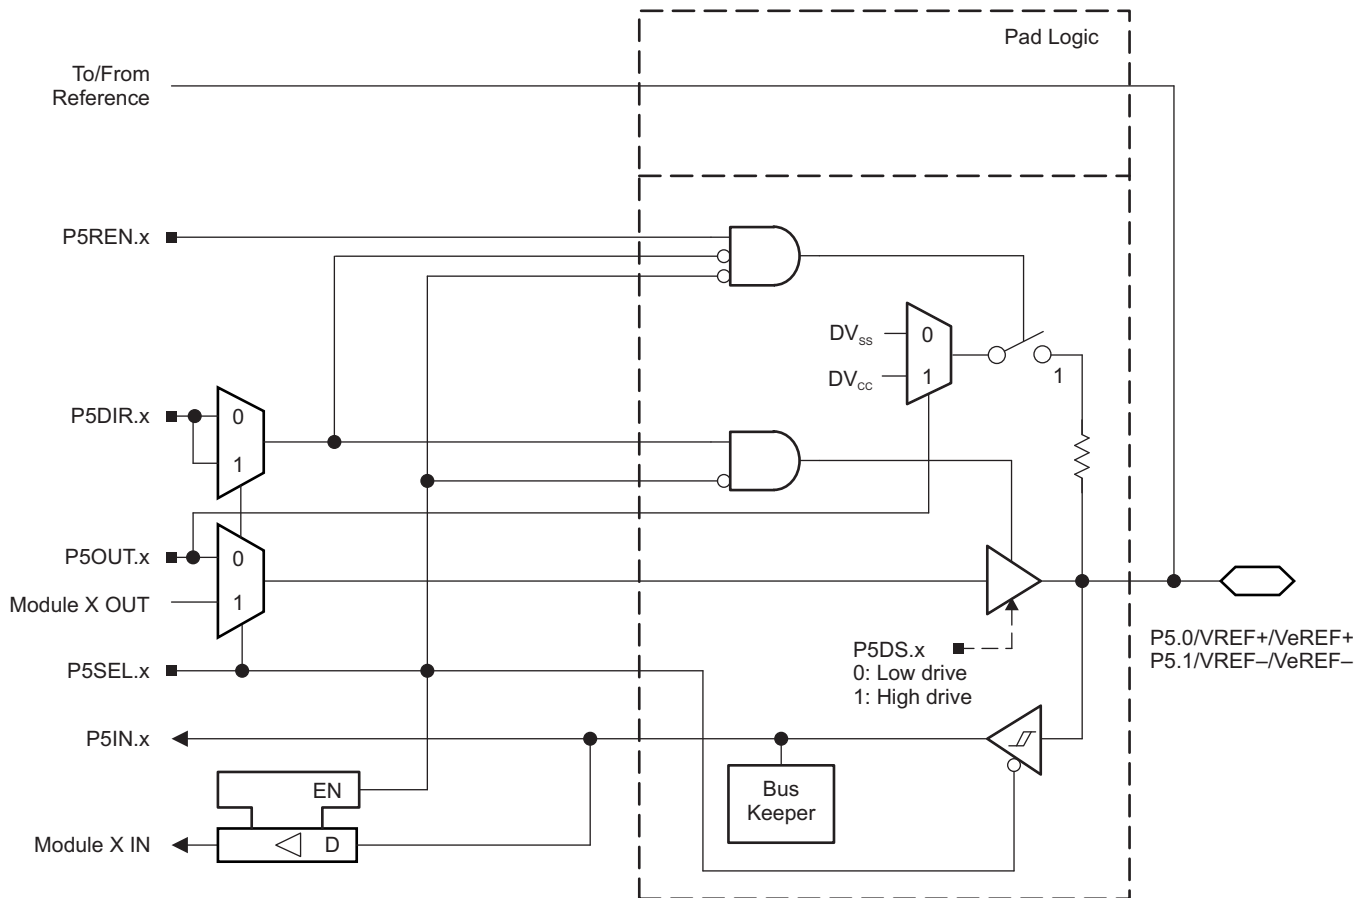 Pad Logic
To/From
Reference
P5REN.x
DVSS
0
DVCC
1
1
P5DIR.x
0
1
P5OUT.x
0
Module X OUT
1
P5SEL.x
P5DS.x
0: Low drive
1: High drive
P5.0/VREF+/VeREF+
P5.1/VREF–/VeREF–
P5IN.x
EN
Bus
Keeper
Module X IN
D